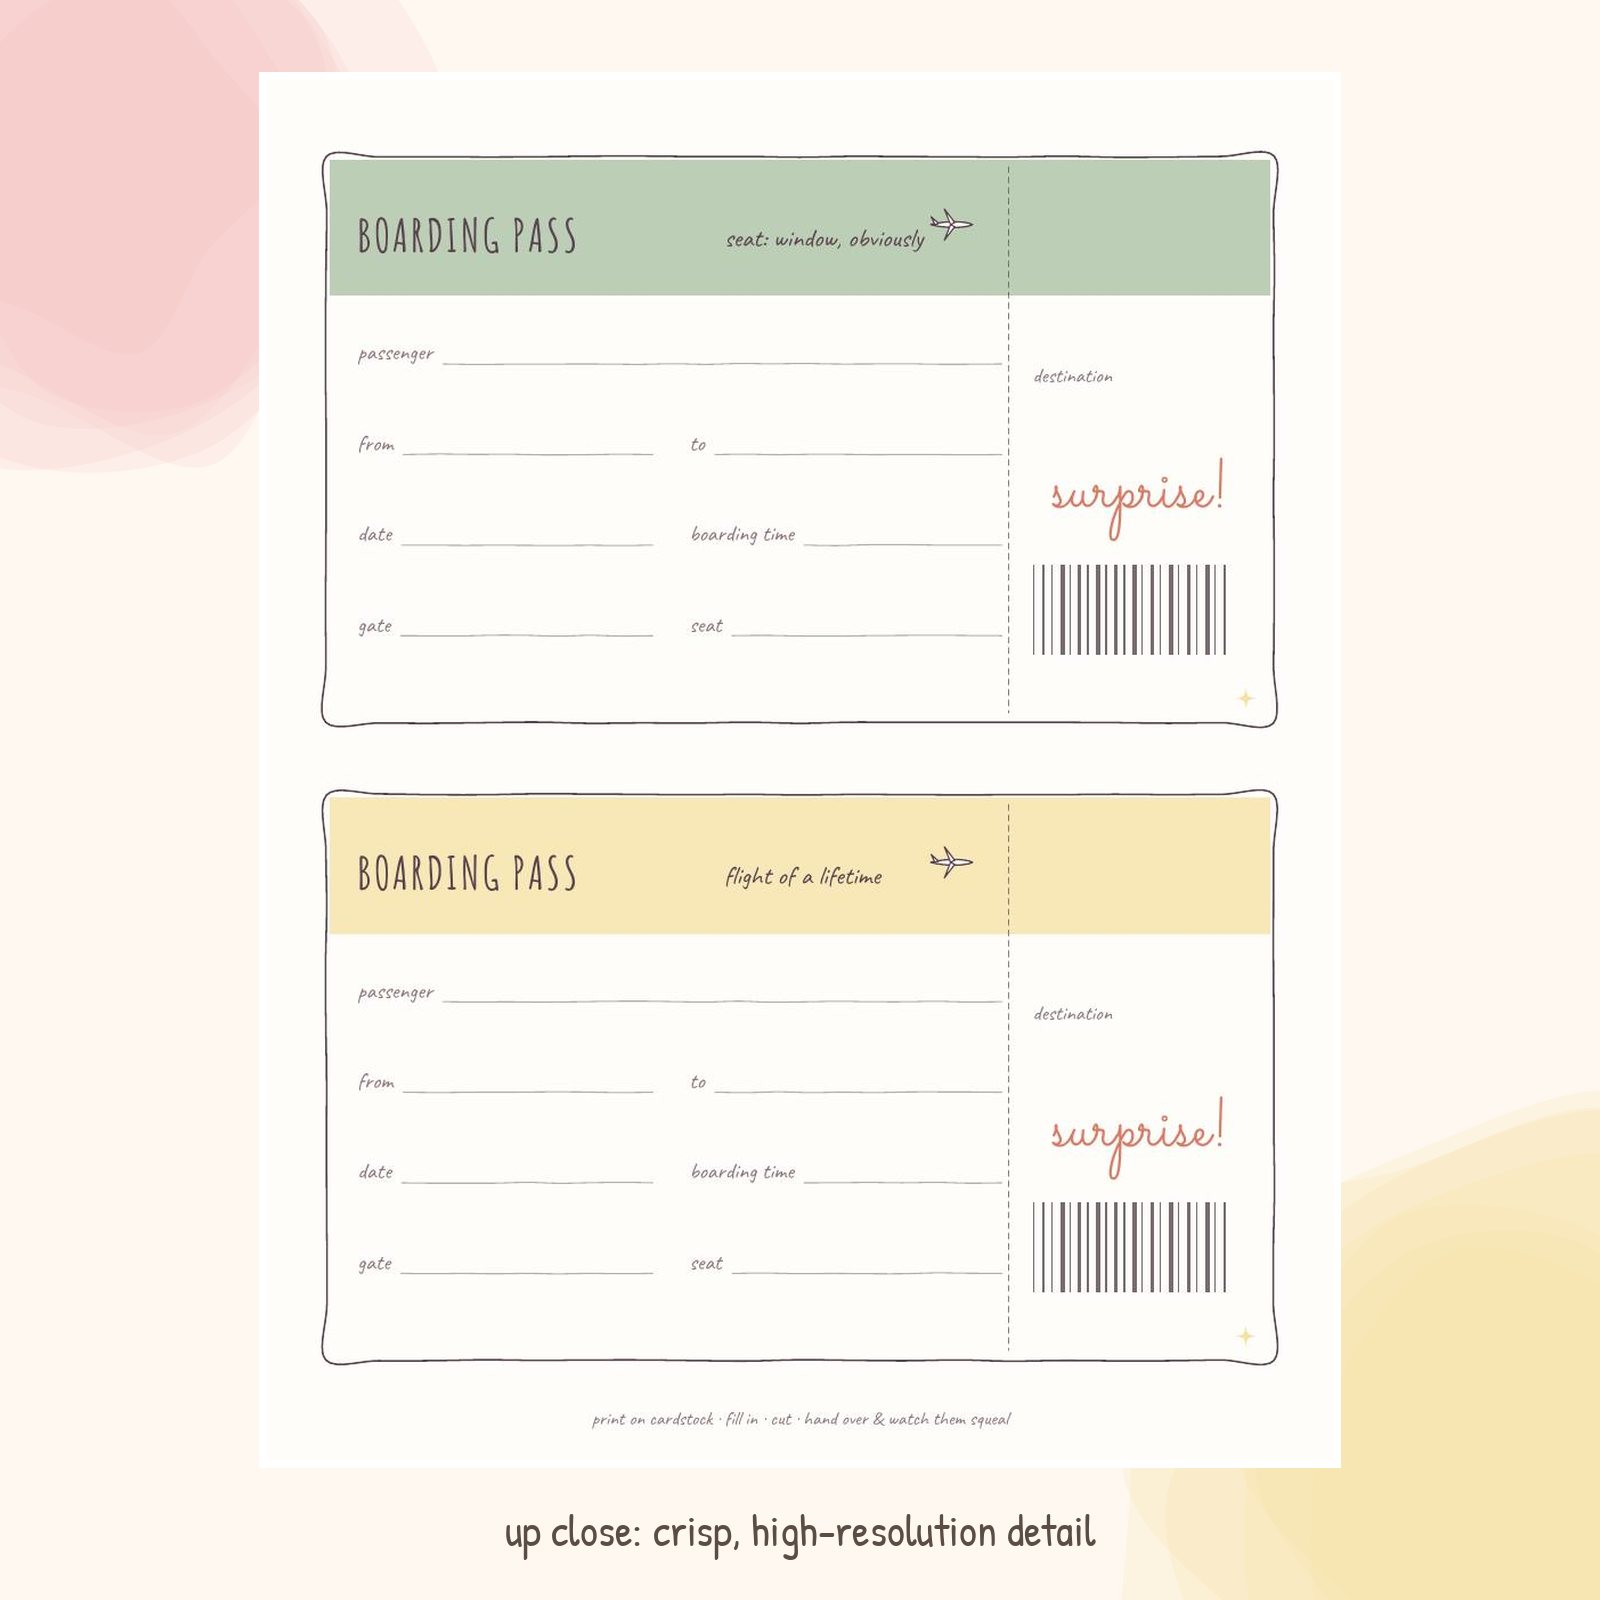 BOARDING PASS
seat: window, obviously
passenger
destination
from
to
surprise!
date
boarding time
gate
seat
BOARDING PASS
flight of a lifetime
passenger
destination
from
to
surprise!
date
boarding time
gate
seat
print on cardstock · fill in · cut · hand over & watch them squeal
up close: crisp, high-resolution detail